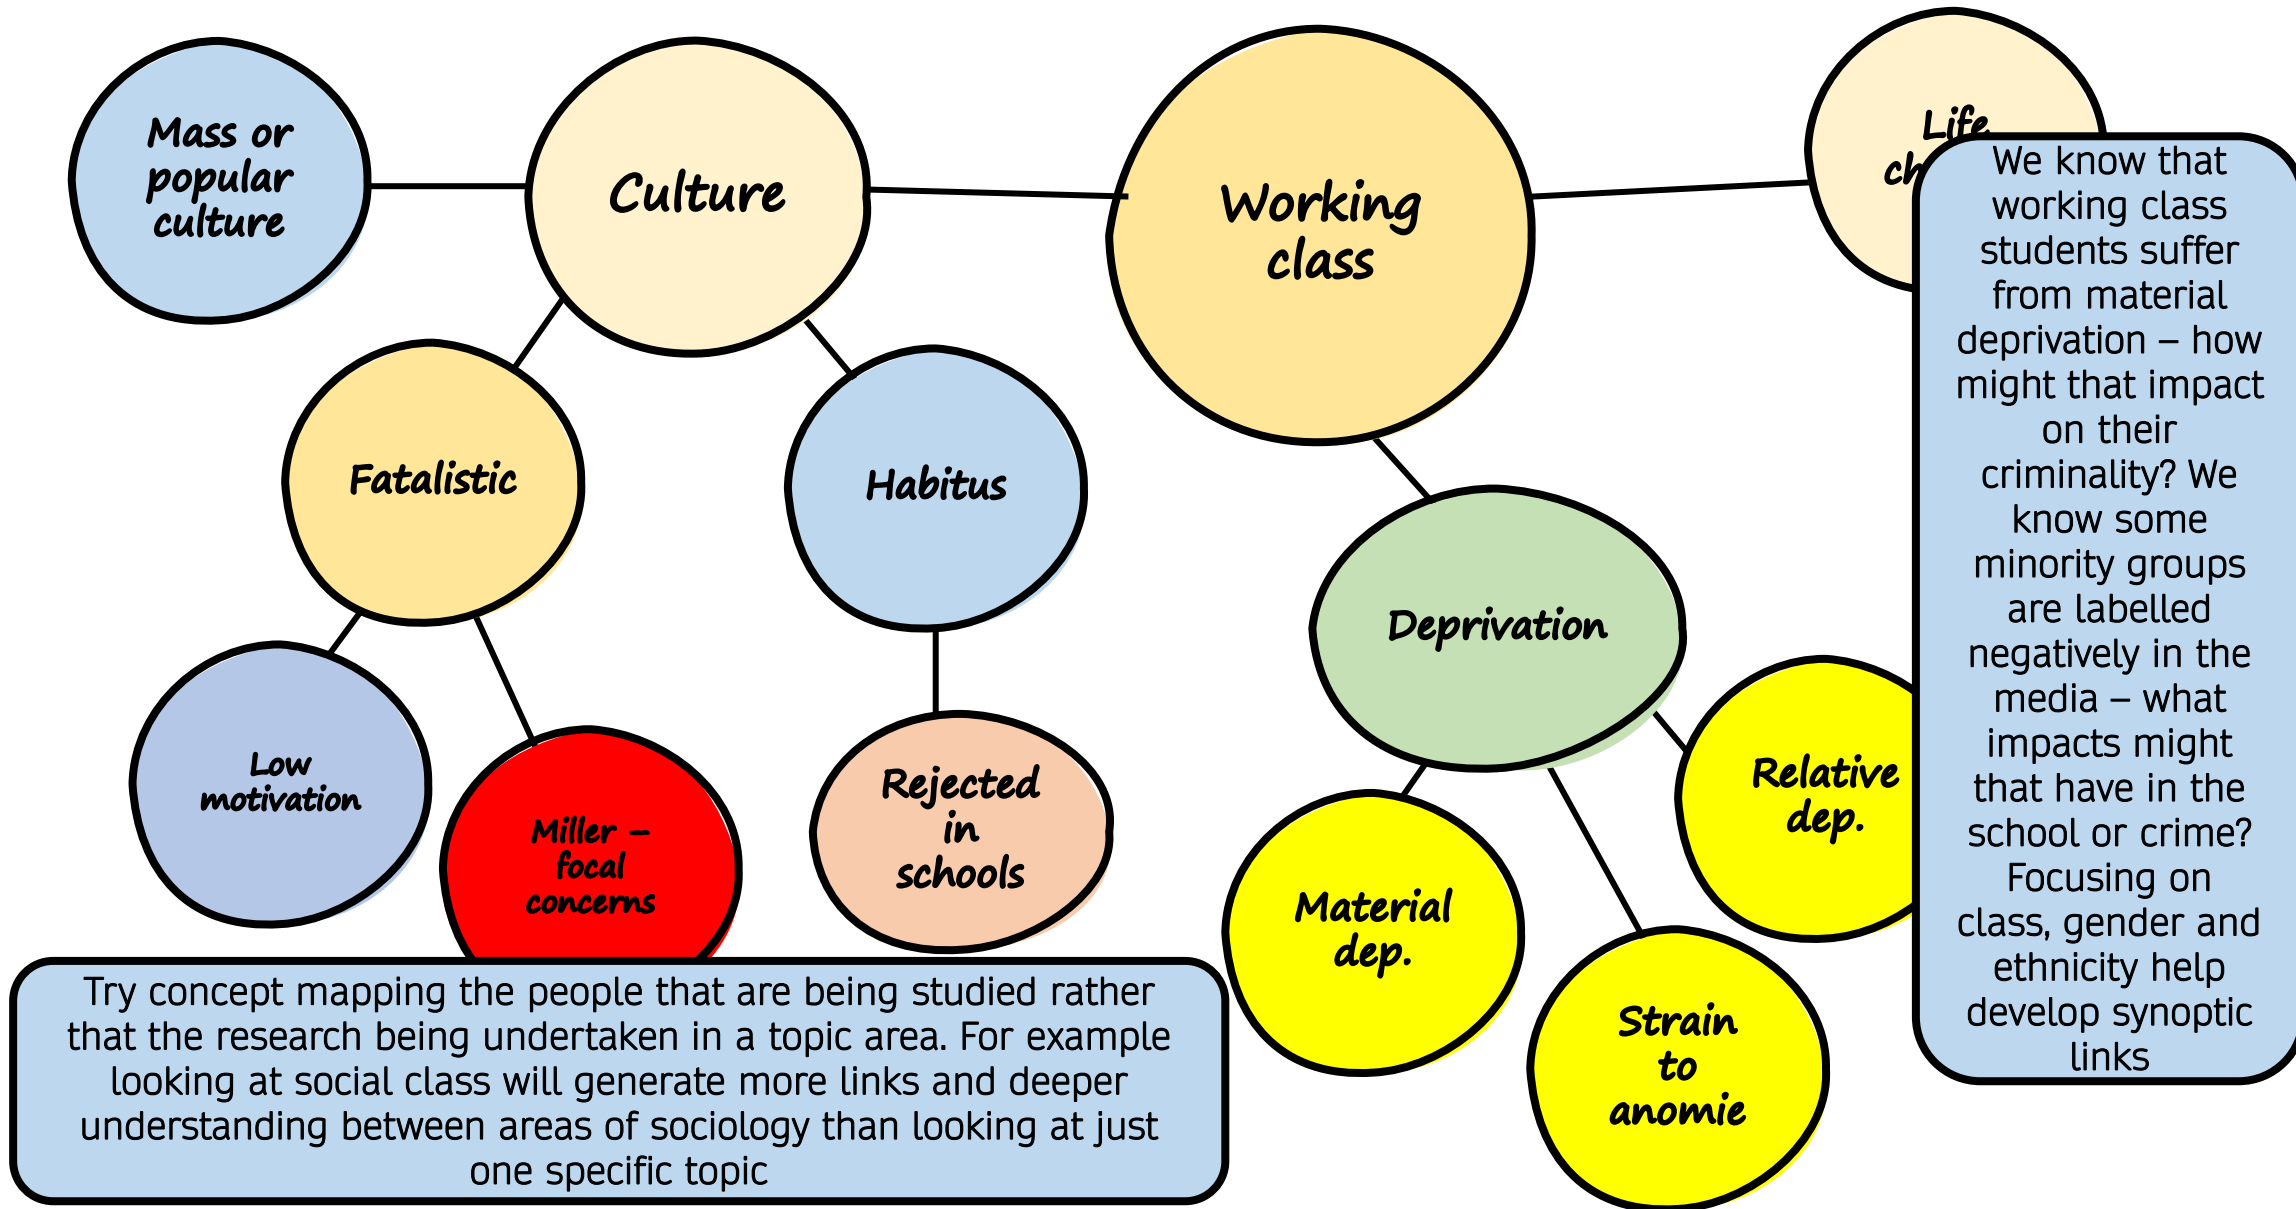 Mass or
popular
culture
Culture
Working
class
Life
Fatalistic
Habitus
Deprivation
Low
motivation
Miller –
focal
concerns
Rejected
in
schools
Material
dep.
Strain
to
anomie
Relative
dep.
We know that
working class
students suffer
from material
deprivation – how
might that impact
on their
criminality? We
know some
minority groups
are labelled
negatively in the
media – what
impacts might
that have in the
school or crime?
Focusing on
class, gender and
ethnicity help
develop synoptic
links
Try concept mapping the people that are being studied rather
that the research being undertaken in a topic area. For example
looking at social class will generate more links and deeper
understanding between areas of sociology than looking at just
one specific topic